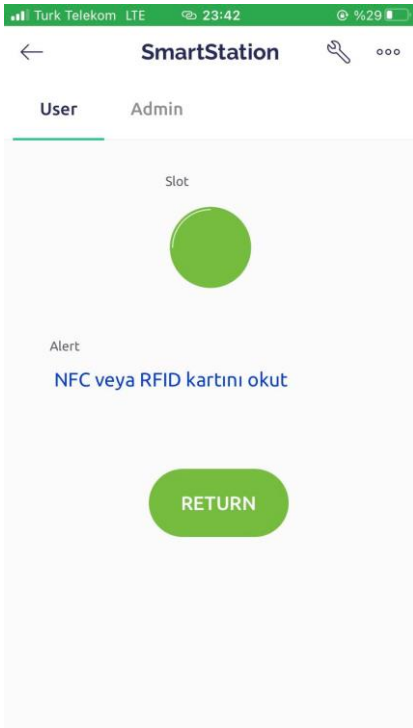 Turk Telekom LTE 23:42 %29
SmartStation
User Admin
Slot
Alert
NFC veya RFID kartını okut
RETURN